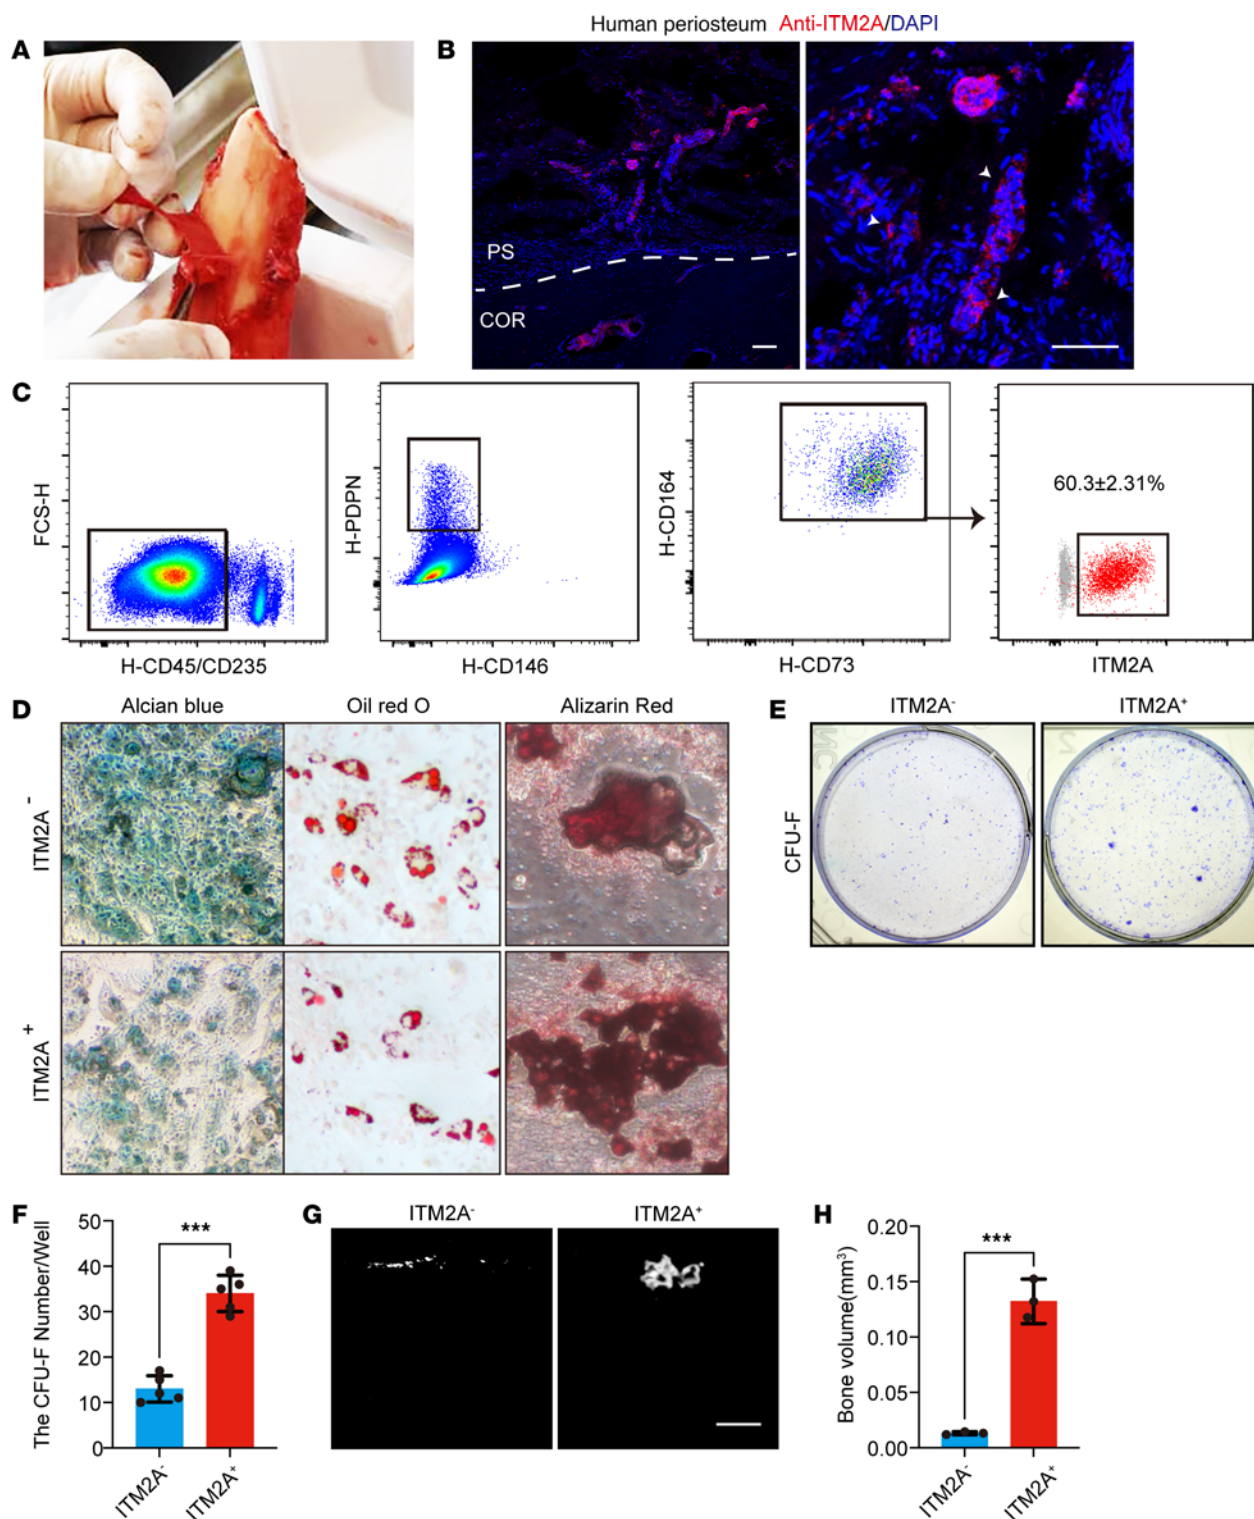 Human periosteum Anti-ITM2A/DAPI
A
B
PS
COR
C
FCS-H
H-CD45/CD235
H-PDPN
H-CD146
H-CD164
H-CD73
60.3±2.31%
ITM2A
D
Alcian blue
Oil red O
Alizarin Red
ITM2A-
ITM2A+
E
ITM2A-
ITM2A+
CFU-F
F
The CFU-F Number/Well
50
40
30
20
10
0
***
ITM2A-
ITM2A+
G
ITM2A-
ITM2A+
H
Bone volume(mm³)
0.20
0.15
0.10
0.05
0.00
***
ITM2A-
ITM2A+